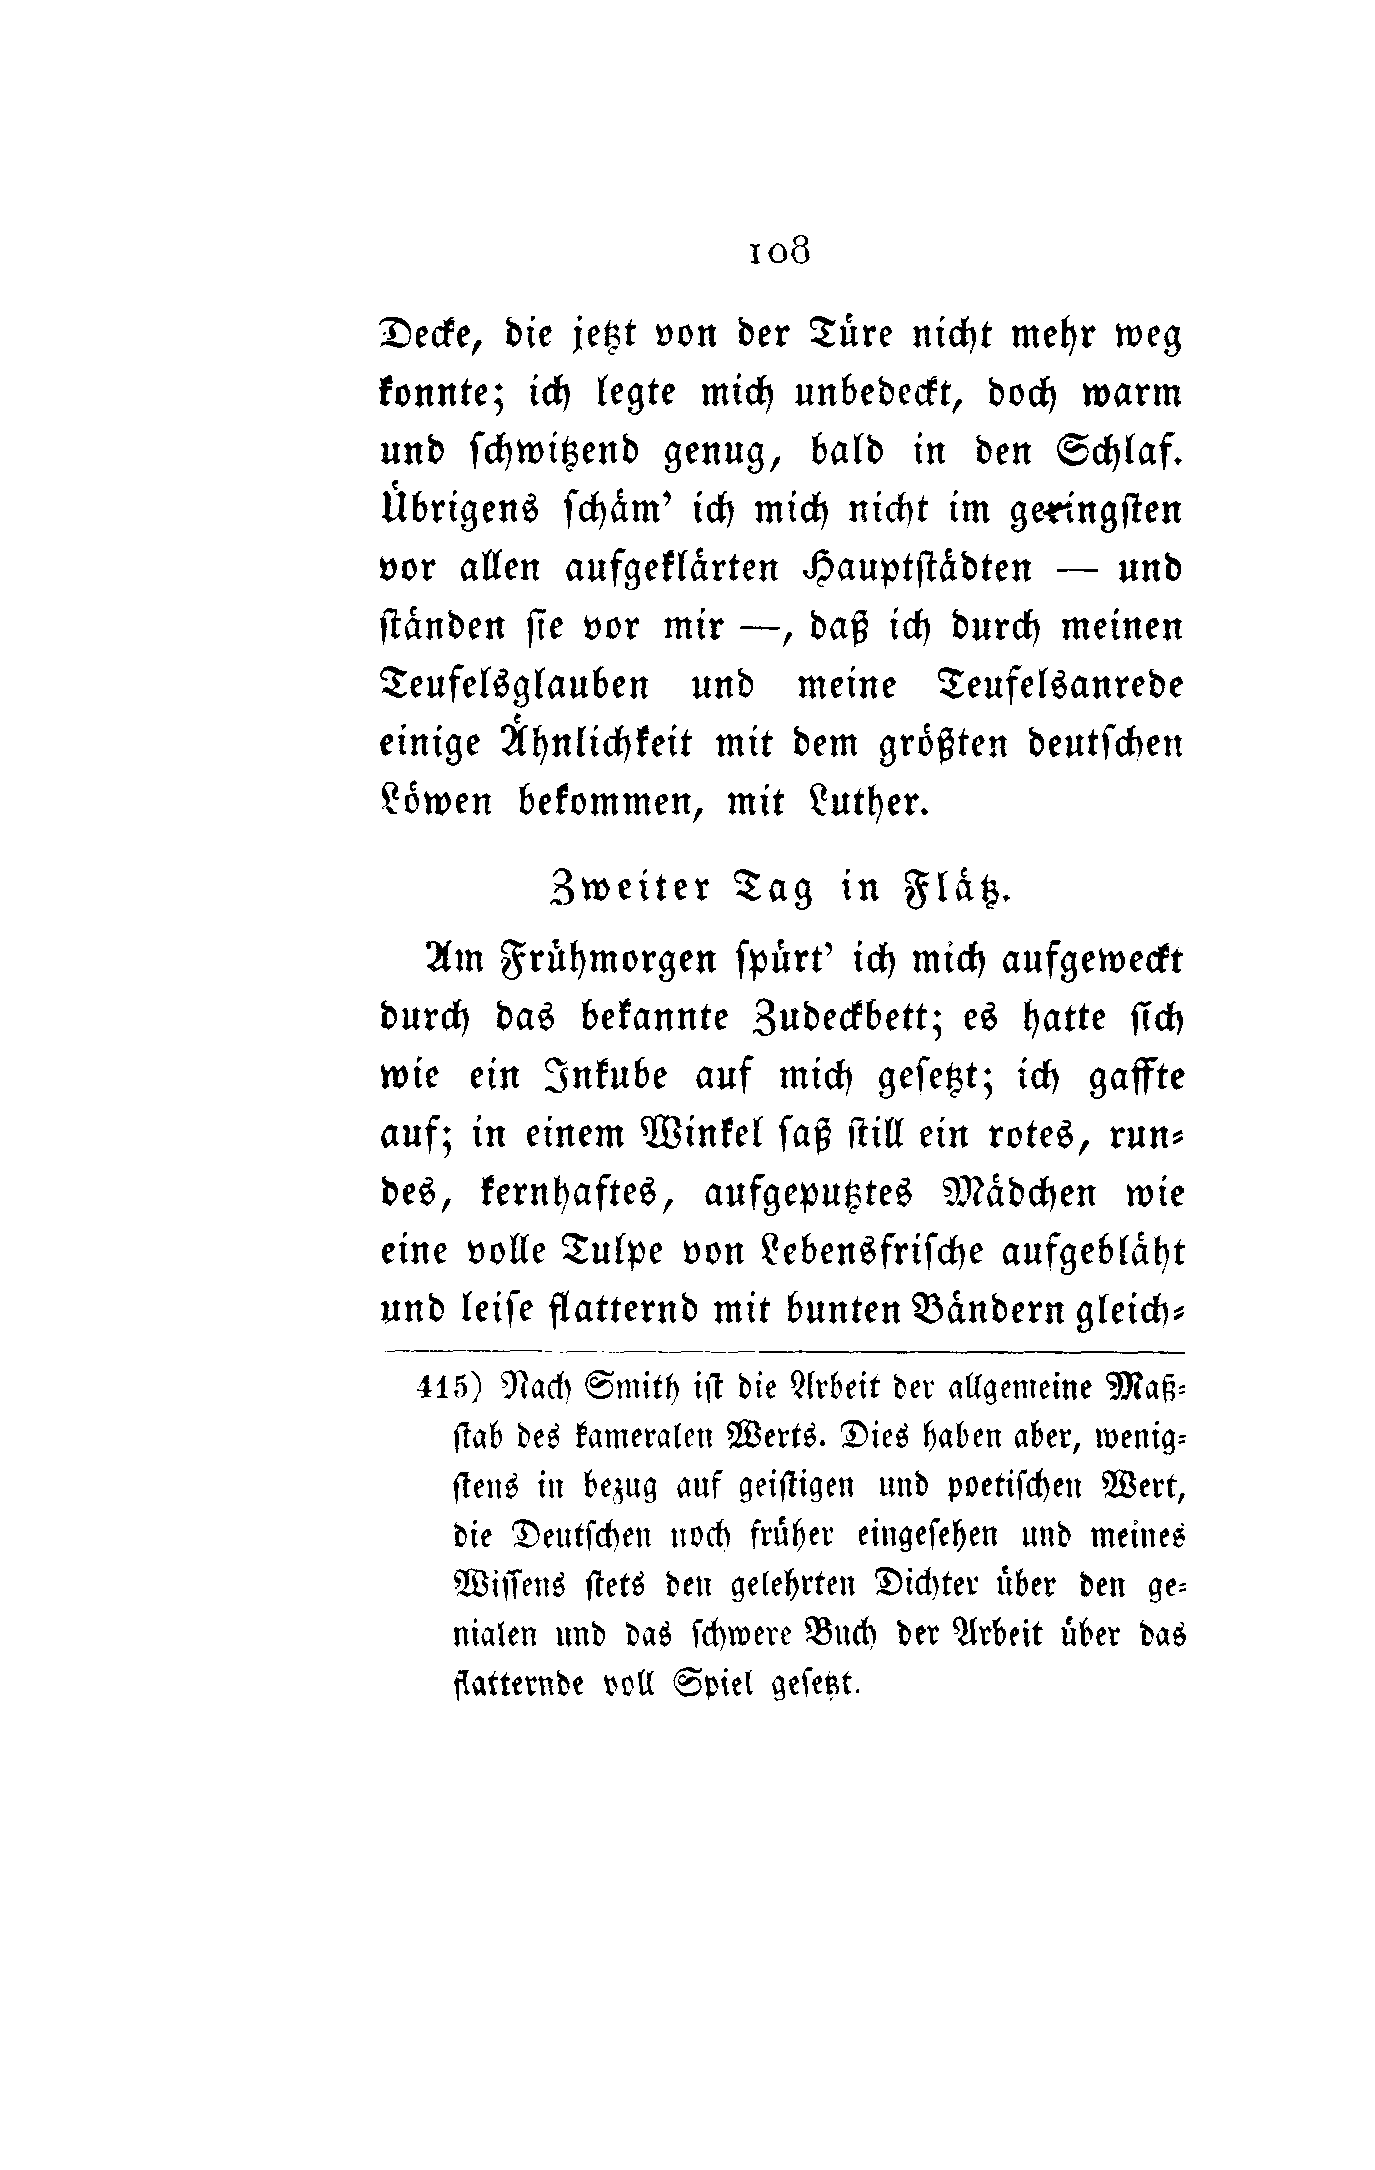 108
Decke, die jetzt von der Türe nicht mehr weg
konnte; ich legte mich unbedeckt, doch warm
und schwitzend genug, bald in den Schlaf.
Übrigens schäm’ ich mich nicht im geringsten
vor allen aufgeklärten Hauptstädten — und
ständen sie vor mir —, daß ich durch meinen
Teufelsglauben und meine Teufelsanrede
einige Ähnlichkeit mit dem größten deutschen
Löwen bekommen, mit Luther.
Zweiter Tag in Flätz.
Am Frühmorgen spürt’ ich mich aufgeweckt
durch das bekannte Zudeckbett; es hatte sich
wie ein Inkube auf mich gesetzt; ich gaffte
auf; in einem Winkel saß still ein rotes, run-
des, kernhaftes, aufgeputztes Mädchen wie
eine volle Tulpe von Lebensfrische aufgebläht
und leise flatternd mit bunten Bändern gleich-
415) Nach Smith ist die Arbeit der allgemeine Maß-
stab des kameralen Werts. Dies haben aber, wenig-
stens in bezug auf geistigen und poetischen Wert,
die Deutschen noch früher eingesehen und meines
Wissens stets den gelehrten Dichter über den ge-
nialen und das schwere Buch der Arbeit über das
flatternde voll Spiel gesetzt.